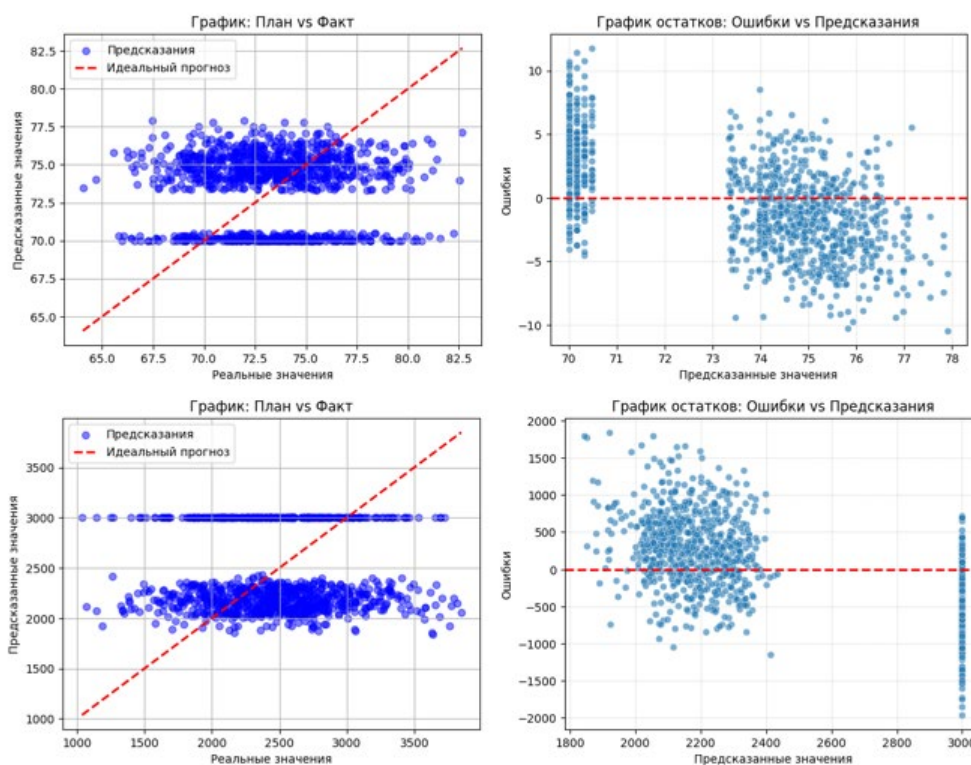 График: План vs Факт
Предсказания
Идеальный прогноз
82.5
80.0
77.5
75.0
72.5
70.0
67.5
65.0
Предсказанные значения
65.0 67.5 70.0 72.5 75.0 77.5 80.0 82.5
Реальные значения
График остатков: Ошибки vs Предсказания
10
5
0
−5
−10
Ошибки
70 71 72 73 74 75 76 77 78
Предсказанные значения
График: План vs Факт
Предсказания
Идеальный прогноз
3500
3000
2500
2000
1500
1000
Предсказанные значения
1000 1500 2000 2500 3000 3500
Реальные значения
График остатков: Ошибки vs Предсказания
2000
1500
1000
500
0
−500
−1000
−1500
−2000
Ошибки
1800 2000 2200 2400 2600 2800 3000
Предсказанные значения